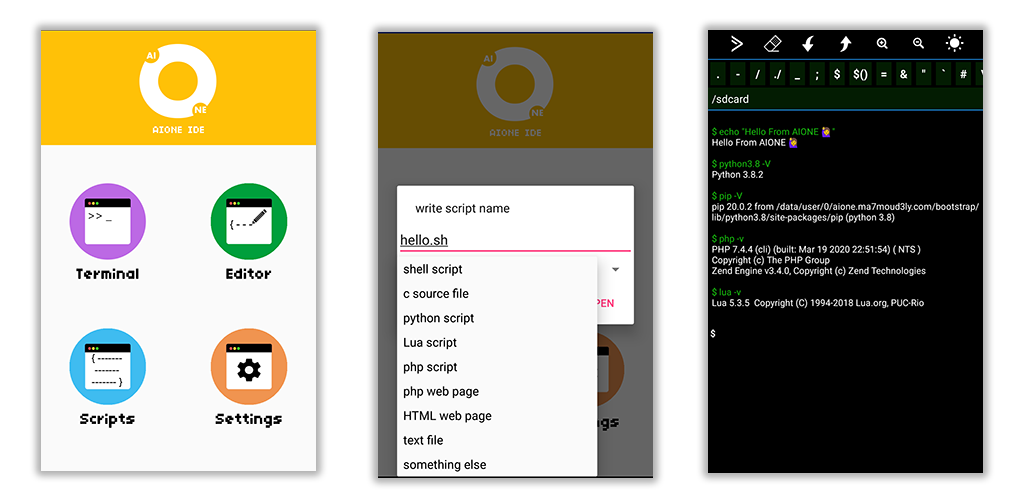 AI
NE
AIONE IDE
>>_
Terminal
{---
Editor
{ -------
-------
------- }
Scripts
Settings
AI
NE
AIONE IDE
write script name
hello.sh
shell script
c source file
python script
Lua script
php script
php web page
HTML web page
text file
something else
PEN
gs
. - / ./ _ ; $ $() = & " ` #
/sdcard
$ echo "Hello From AIONE 🙋"
Hello From AIONE 🙋
$ python3.8 -V
Python 3.8.2
$ pip -V
pip 20.0.2 from /data/user/0/aione.ma7moud3ly.com/bootstrap/
lib/python3.8/site-packages/pip (python 3.8)
$ php -v
PHP 7.4.4 (cli) (built: Mar 19 2020 22:51:54) ( NTS )
Copyright (c) The PHP Group
Zend Engine v3.4.0, Copyright (c) Zend Technologies
$ lua -v
Lua 5.3.5  Copyright (C) 1994-2018 Lua.org, PUC-Rio
$